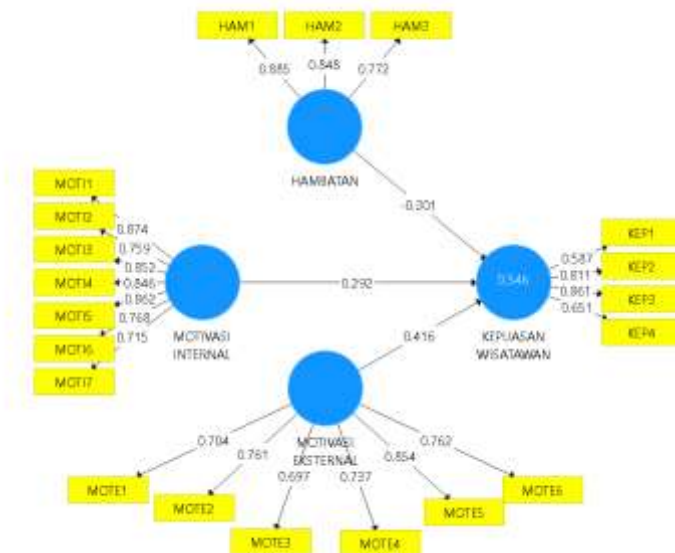 HAM1 HAM2 HAM3
0.885 0.848 0.772
HAMBATAN
-0.301
MOTI1
MOTI2
MOTI3
MOTI4
MOTI5
MOTI6
MOTI7
0.874
0.759
0.852
0.846
0.862
0.768
0.715
MOTIVASI
INTERNAL
0.292
0.546
KEPUASAN
WISATAWAN
KEP1
KEP2
KEP3
KEP4
0.587
0.811
0.861
0.651
0.416
MOTIVASI
EKSTERNAL
0.704
0.761
0.697
0.737
0.854
0.762
MOTE1
MOTE2
MOTE3
MOTE4
MOTE5
MOTE6